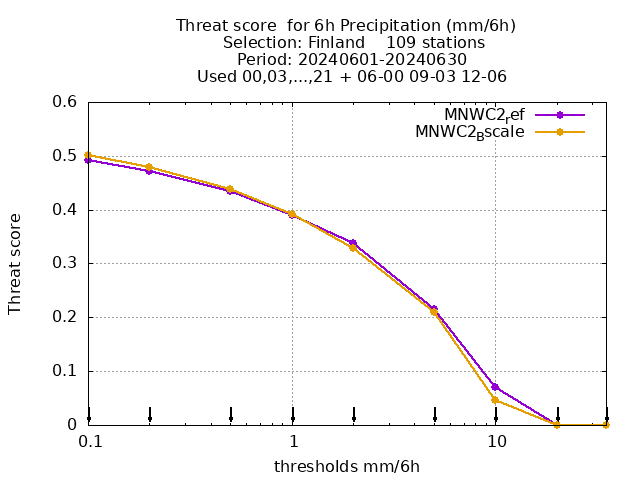 Threat score  for 6h Precipitation (mm/6h)
Selection: Finland    109 stations
Period: 20240601-20240630
Used 00,03,...,21 + 06-00 09-03 12-06
MNWC2ref
MNWC2Bscale
0.6
0.5
0.4
0.3
0.2
0.1
0
Threat score
0.1 1 10
thresholds mm/6h